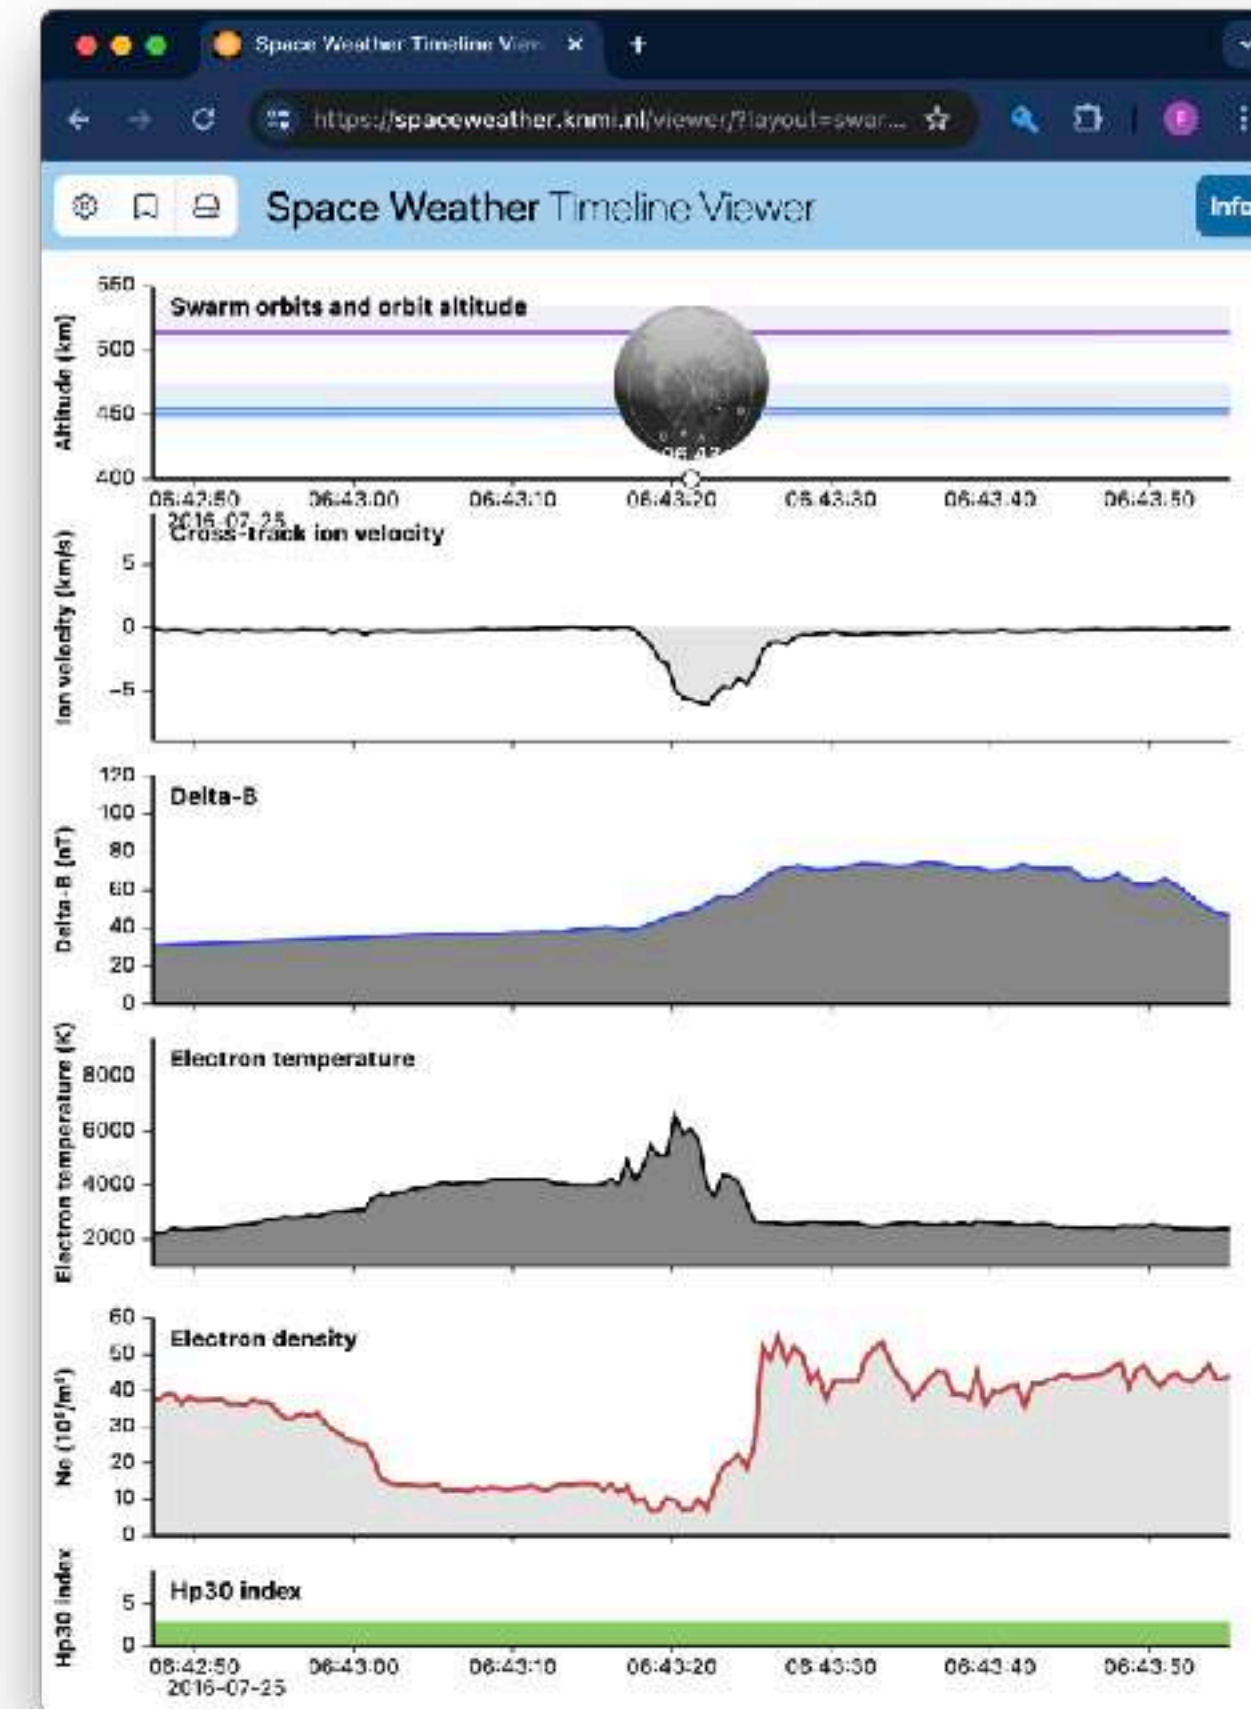 Space Weather Timeline View
https://spaceweather.knmi.nl/viewer/?layout=swar...
Space Weather Timeline Viewer
Info
Swarm orbits and orbit altitude
Altitude (km)
550
500
450
400
06:42:50 06:43:00 06:43:10 06:43:20 06:43:30 06:43:40 06:43:50
2016-07-25
Cross-track ion velocity
Ion velocity (km/s)
5
0
-5
Delta-B
Delta-B (nT)
120
100
80
60
40
20
0
Electron temperature
Electron temperature (K)
8000
6000
4000
2000
Electron density
60
50
40
30
20
10
0
Hp30 index
Hp30 index
5
0
06:42:50 06:43:00 06:43:10 06:43:20 06:43:30 06:43:40 06:43:50
2016-07-25